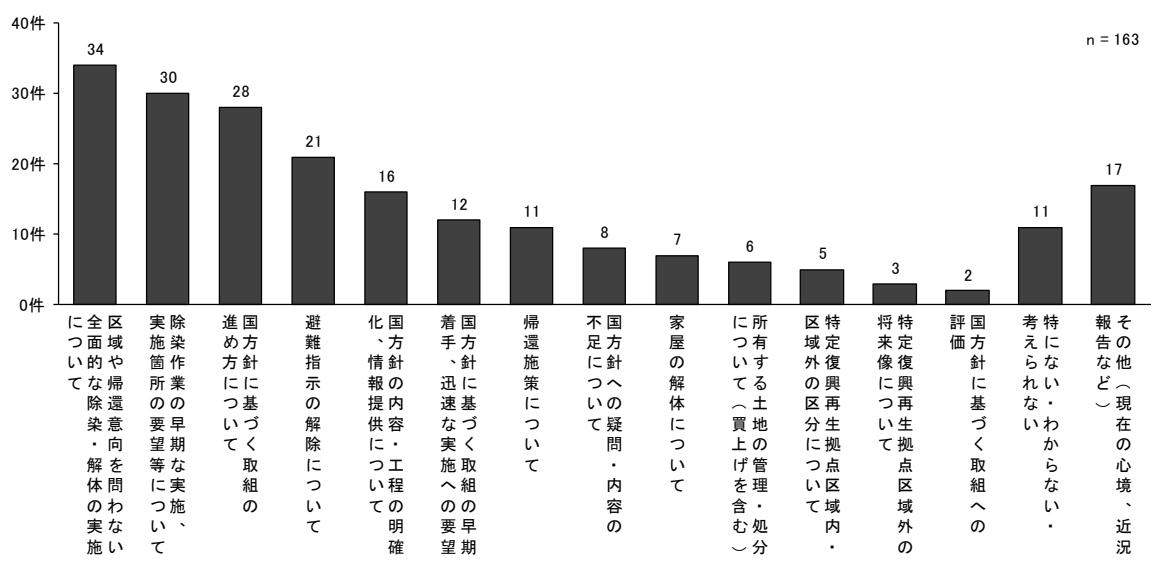 40件
30件
20件
10件
0件
n = 163
34
30
28
21
16
12
11
8
7
6
5
3
2
11
17
区域や帰還意向を問わない
全面的な除染・解体の実施
について
除染作業の早期な実施、
実施箇所の要望等について
国方針に基づく取組の
進め方について
避難指示の解除について
国方針の内容・工程の明確
化、情報提供について
国方針に基づく取組の早期
着手、迅速な実施への要望
帰還施策について
国方針への疑問・内容の
不足について
家屋の解体について
所有する土地の管理・処分
について（買上げを含む）
特定復興再生拠点区域内・
区域外の区分について
特定復興再生拠点区域外の
将来像について
国方針に基づく取組への
評価
特にない・わからない・
考えられない
その他（現在の心境、近況
報告など）